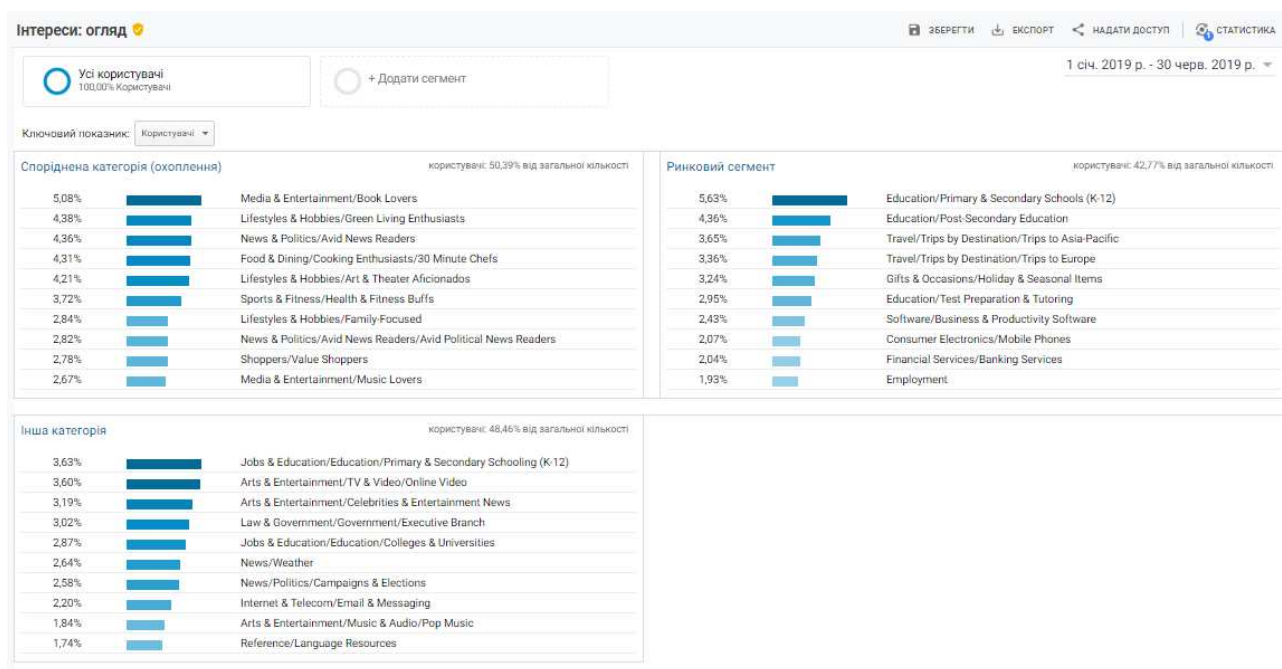 Інтереси: огляд
ЗБЕРЕГТИ ЕКСПОРТ НАДАТИ ДОСТУП СТАТИСТИКА
1
Усі користувачі
100,00% Користувачі
+ Додати сегмент
1 січ. 2019 р. - 30 черв. 2019 р.
Ключовий показник: Користувачі
Споріднена категорія (охоплення) користувачі: 50,39% від загальної кількості
5,08% Media & Entertainment/Book Lovers
4,38% Lifestyles & Hobbies/Green Living Enthusiasts
4,36% News & Politics/Avid News Readers
4,31% Food & Dining/Cooking Enthusiasts/30 Minute Chefs
4,21% Lifestyles & Hobbies/Art & Theater Aficionados
3,72% Sports & Fitness/Health & Fitness Buffs
2,84% Lifestyles & Hobbies/Family-Focused
2,82% News & Politics/Avid News Readers/Avid Political News Readers
2,78% Shoppers/Value Shoppers
2,67% Media & Entertainment/Music Lovers
Ринковий сегмент користувачі: 42,77% від загальної кількості
5,63% Education/Primary & Secondary Schools (K-12)
4,36% Education/Post-Secondary Education
3,65% Travel/Trips by Destination/Trips to Asia-Pacific
3,36% Travel/Trips by Destination/Trips to Europe
3,24% Gifts & Occasions/Holiday & Seasonal Items
2,95% Education/Test Preparation & Tutoring
2,43% Software/Business & Productivity Software
2,07% Consumer Electronics/Mobile Phones
2,04% Financial Services/Banking Services
1,93% Employment
Інша категорія користувачі: 48,46% від загальної кількості
3,63% Jobs & Education/Education/Primary & Secondary Schooling (K-12)
3,60% Arts & Entertainment/TV & Video/Online Video
3,19% Arts & Entertainment/Celebrities & Entertainment News
3,02% Law & Government/Government/Executive Branch
2,87% Jobs & Education/Education/Colleges & Universities
2,64% News/Weather
2,58% News/Politics/Campaigns & Elections
2,20% Internet & Telecom/Email & Messaging
1,84% Arts & Entertainment/Music & Audio/Pop Music
1,74% Reference/Language Resources